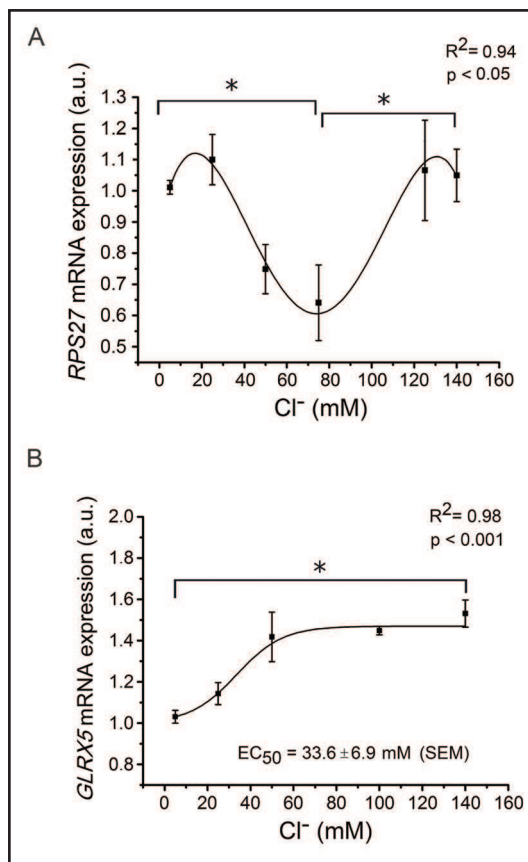 A
R2= 0.94
p < 0.05
*
*
1.3
1.2
1.1
1.0
0.9
0.8
0.7
0.6
0.5
RPS27 mRNA expression (a.u.)
0 20 40 60 80 100 120 140 160
Cl⁻ (mM)
B
R2= 0.98
p < 0.001
*
2.0
1.8
1.6
1.4
1.2
1.0
0.8
GLRX5 mRNA expression (a.u.)
EC50 = 33.6 ±6.9 mM (SEM)
0 20 40 60 80 100 120 140 160
Cl⁻ (mM)